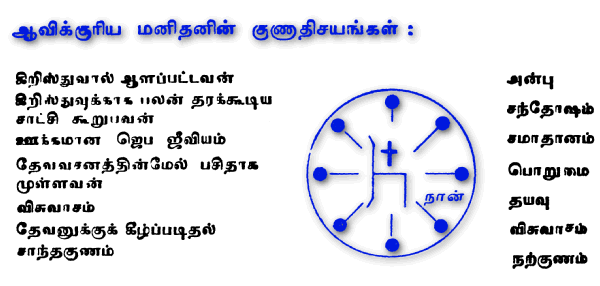 ஆவிக்குரிய மனிதனின் குணாதிசயங்கள் :
கிறிஸ்துவால் ஆளப்பட்டவன்
கிறிஸ்துவுக்காக பலன் தரக்கூடிய
சாட்சி கூறுபவன்
ஊக்கமான ஜெப ஜீவியம்
தேவவசனத்தின்மேல் பசிதாக
முள்ளவன்
விசுவாசம்
தேவனுக்குக் கீழ்ப்படிதல்
சாந்தகுணம்
நான்
அன்பு
சந்தோஷம்
சமாதானம்
பொறுமை
தயவு
விசுவாசம்
நற்குணம்